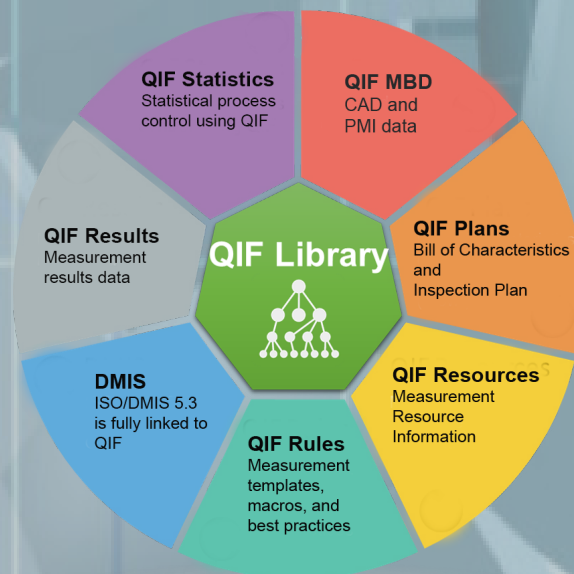 QIF Statistics
Statistical process
control using QIF
QIF MBD
CAD and
PMI data
QIF Plans
Bill of Characteristics
and
Inspection Plan
QIF Resources
Measurement
Resource
Information
QIF Rules
Measurement
templates,
macros, and
best practices
DMIS
ISO/DMIS 5.3
is fully linked to
QIF
QIF Results
Measurement
results data
QIF Library